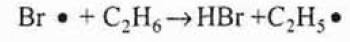 Br • + C₂H₆→HBr +C₂H₅•